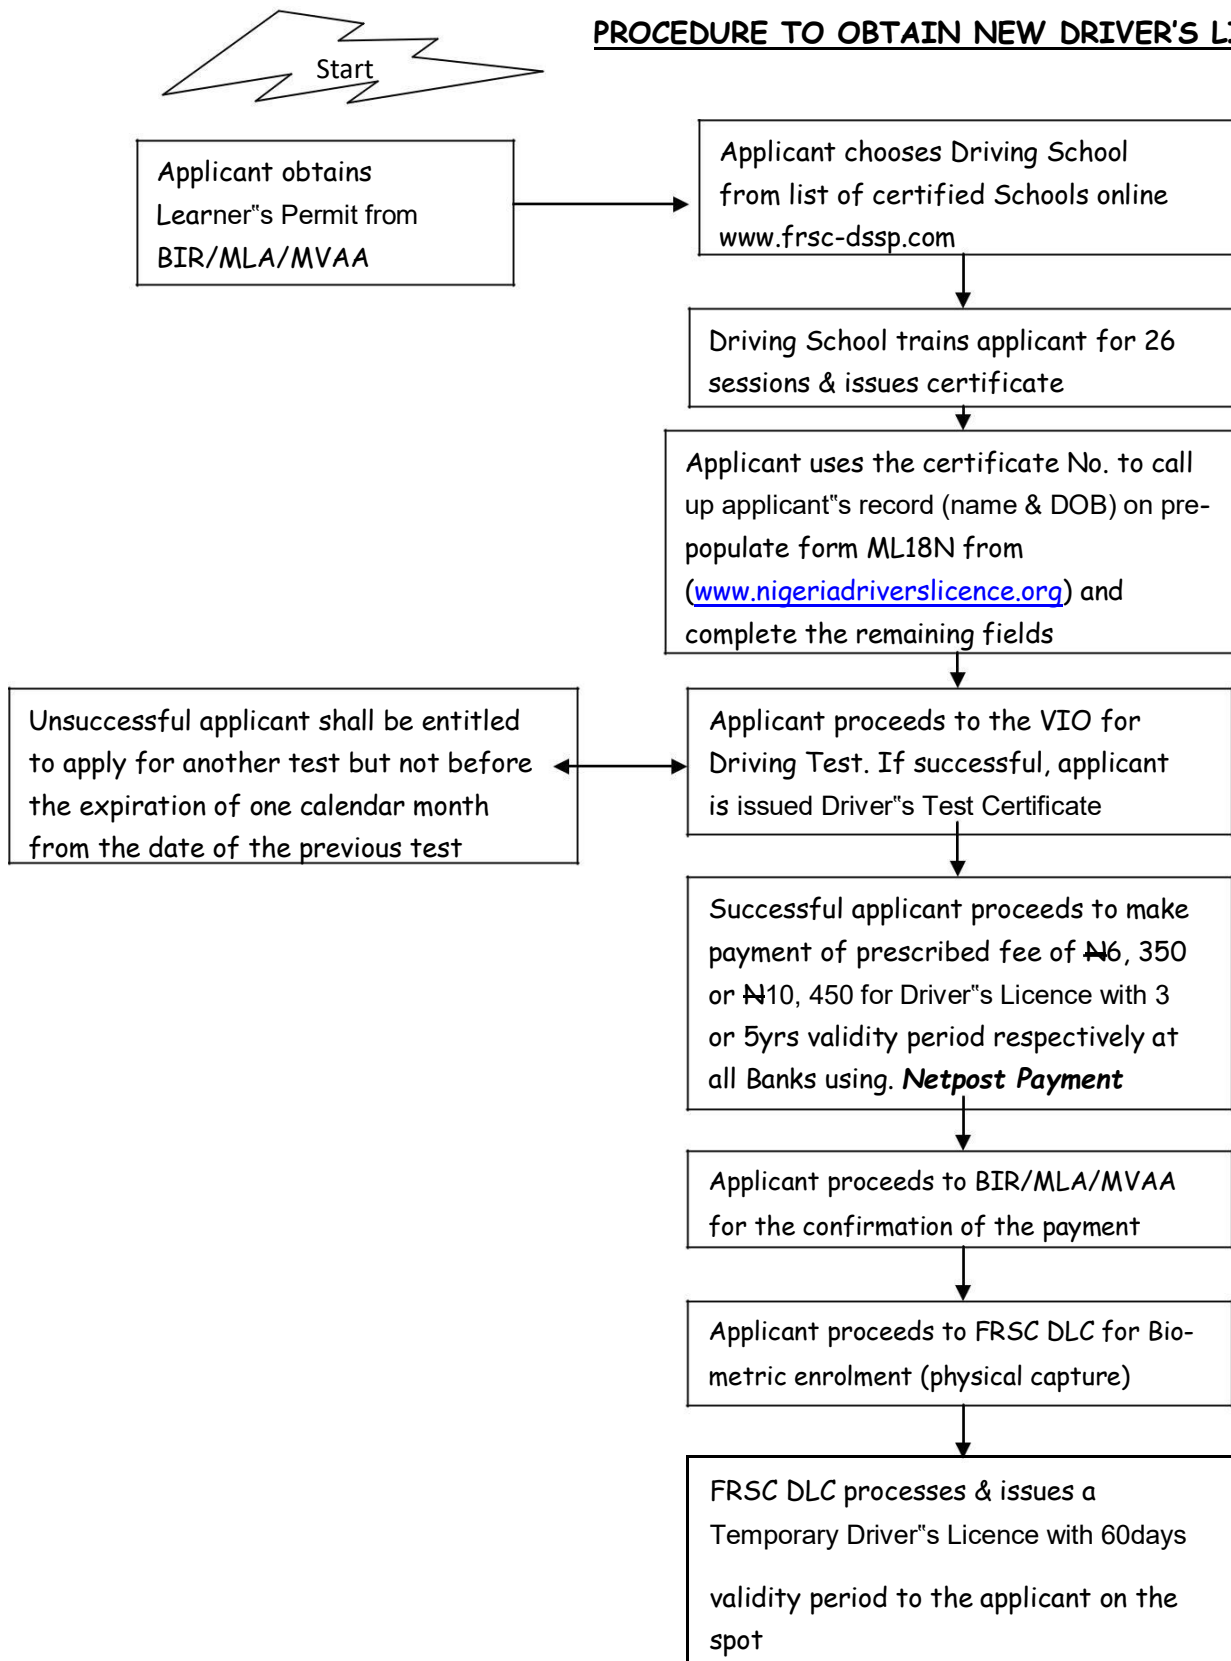 PROCEDURE TO OBTAIN NEW DRIVER'S
Start
Applicant obtains
Learner‟s Permit from
BIR/MLA/MVAA
Applicant chooses Driving School
from list of certified Schools online
www.frsc-dssp.com
Driving School trains applicant for 26
sessions & issues certificate
Applicant uses the certificate No. to call
up applicant‟s record (name & DOB) on pre-
populate form ML18N from
(www.nigeriadriverslicence.org) and
complete the remaining fields
Unsuccessful applicant shall be entitled
to apply for another test but not before
the expiration of one calendar month
from the date of the previous test
Applicant proceeds to the VIO for
Driving Test. If successful, applicant
is issued Driver‟s Test Certificate
Successful applicant proceeds to make
payment of prescribed fee of ₦6, 350
or ₦10, 450 for Driver‟s Licence with 3
or 5yrs validity period respectively at
all Banks using. Netpost Payment
Applicant proceeds to BIR/MLA/MVAA
for the confirmation of the payment
Applicant proceeds to FRSC DLC for Bio-
metric enrolment (physical capture)
FRSC DLC processes & issues a
Temporary Driver‟s Licence with 60days
validity period to the applicant on the
spot